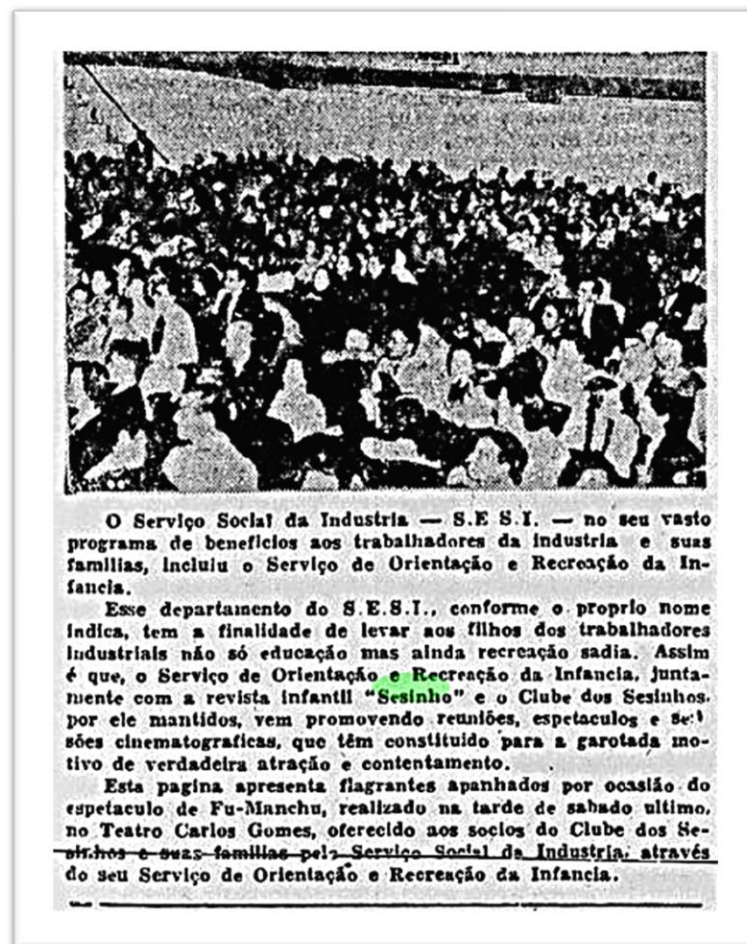 O Serviço Social da Industria — S.E S.I. — no seu vasto
programa de beneficios aos trabalhadores da industria e suas
familias, incluiu o Serviço de Orientação e Recreação da In-
fancia.
Esse departamento do S.E.S.I., conforme o proprio nome
indica, tem a finalidade de levar aos filhos dos trabalhadores
industriais não só educação mas ainda recreação sadia. Assim
é que, o Serviço de Orientação e Recreação da Infancia, junta-
mente com a revista infantil "Sesinho" e o Clube dos Sesinhos,
por ele mantidos, vem promovendo reuniões, espetaculos e ses-
sões cinematograficas, que têm constituido para a garotada mo-
tivo de verdadeira atração e contentamento.
Esta pagina apresenta flagrantes apanhados por ocasião do
espetaculo de Fu-Manchu, realizado na tarde de sabado ultimo,
no Teatro Carlos Gomes, oferecido aos socios do Clube dos Se-
sinhos e suas familias pelo Serviço Social da Industria, através
do seu Serviço de Orientação e Recreação da Infancia.